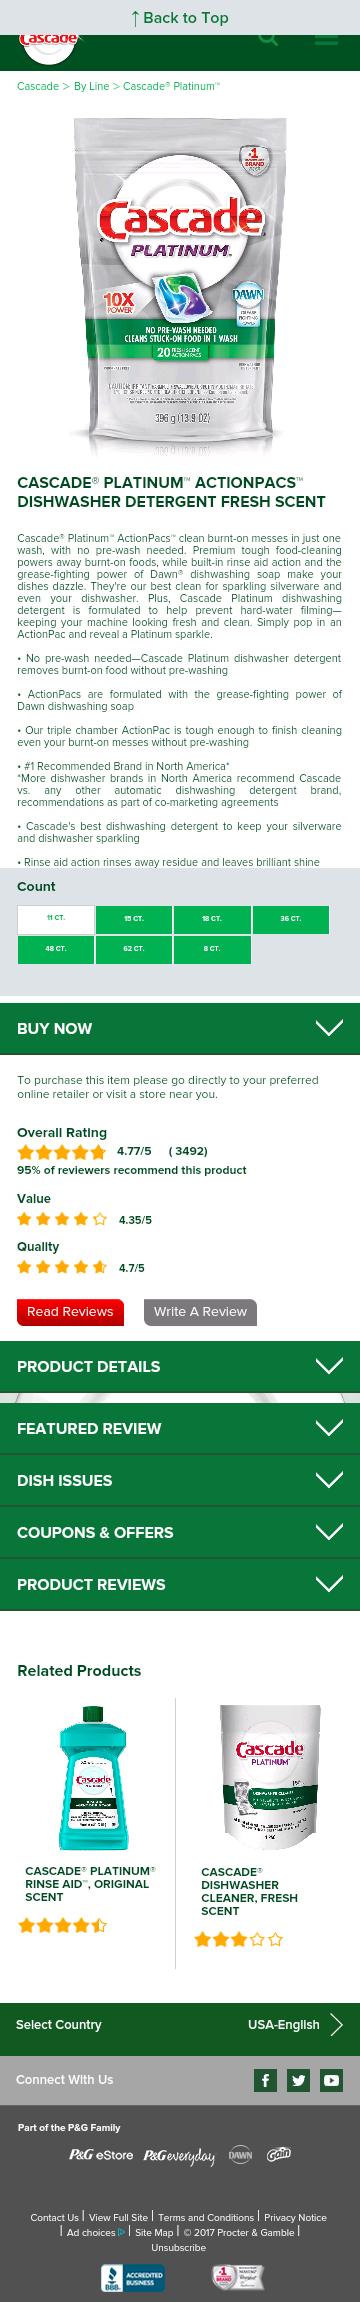 ↑ Back to Top
Cascade
Cascade > By Line > Cascade® Platinum™
#1
Cascade
PLATINUM
10X
POWER
DAWN
GREASE
FIGHTING
POWER
NO PRE-WASH NEEDED
CLEANS STUCK-ON FOOD IN 1 WASH
20 FRESH SCENT ACTION PACS
396 g (13.9 OZ)
CASCADE® PLATINUM™ ACTIONPACS™
DISHWASHER DETERGENT FRESH SCENT
Cascade® Platinum™ ActionPacs™ clean burnt-on messes in just one
wash, with no pre-wash needed. Premium tough food-cleaning
powers away burnt-on foods, while built-in rinse aid action and the
grease-fighting power of Dawn® dishwashing soap make your
dishes dazzle. They're our best clean for sparkling silverware and
even your dishwasher. Plus, Cascade Platinum dishwashing
detergent is formulated to help prevent hard-water filming—
keeping your machine looking fresh and clean. Simply pop in an
ActionPac and reveal a Platinum sparkle.
• No pre-wash needed—Cascade Platinum dishwasher detergent
removes burnt-on food without pre-washing
• ActionPacs are formulated with the grease-fighting power of
Dawn dishwashing soap
• Our triple chamber ActionPac is tough enough to finish cleaning
even your burnt-on messes without pre-washing
• #1 Recommended Brand in North America*
*More dishwasher brands in North America recommend Cascade
vs. any other automatic dishwashing detergent brand,
recommendations as part of co-marketing agreements
• Cascade's best dishwashing detergent to keep your silverware
and dishwasher sparkling
• Rinse aid action rinses away residue and leaves brilliant shine
Count
11 CT. 15 CT. 18 CT. 36 CT.
48 CT. 62 CT. 8 CT.
BUY NOW
To purchase this item please go directly to your preferred
online retailer or visit a store near you.
Overall Rating
4.77/5 ( 3492)
95% of reviewers recommend this product
Value
4.35/5
Quality
4.7/5
Read Reviews Write A Review
PRODUCT DETAILS
FEATURED REVIEW
DISH ISSUES
COUPONS & OFFERS
PRODUCT REVIEWS
Related Products
Cascade
Cascade
PLATINUM
DISHWASHER CLEANER
CASCADE® PLATINUM®
RINSE AID™, ORIGINAL
SCENT
CASCADE®
DISHWASHER
CLEANER, FRESH
SCENT
Select Country USA-English
Connect With Us
Part of the P&G Family
P&G eStore P&G everyday DAWN Gain
Contact Us | View Full Site | Terms and Conditions | Privacy Notice
| Ad choices | Site Map | © 2017 Procter & Gamble |
Unsubscribe
BBB. ACCREDITED
BUSINESS
#1